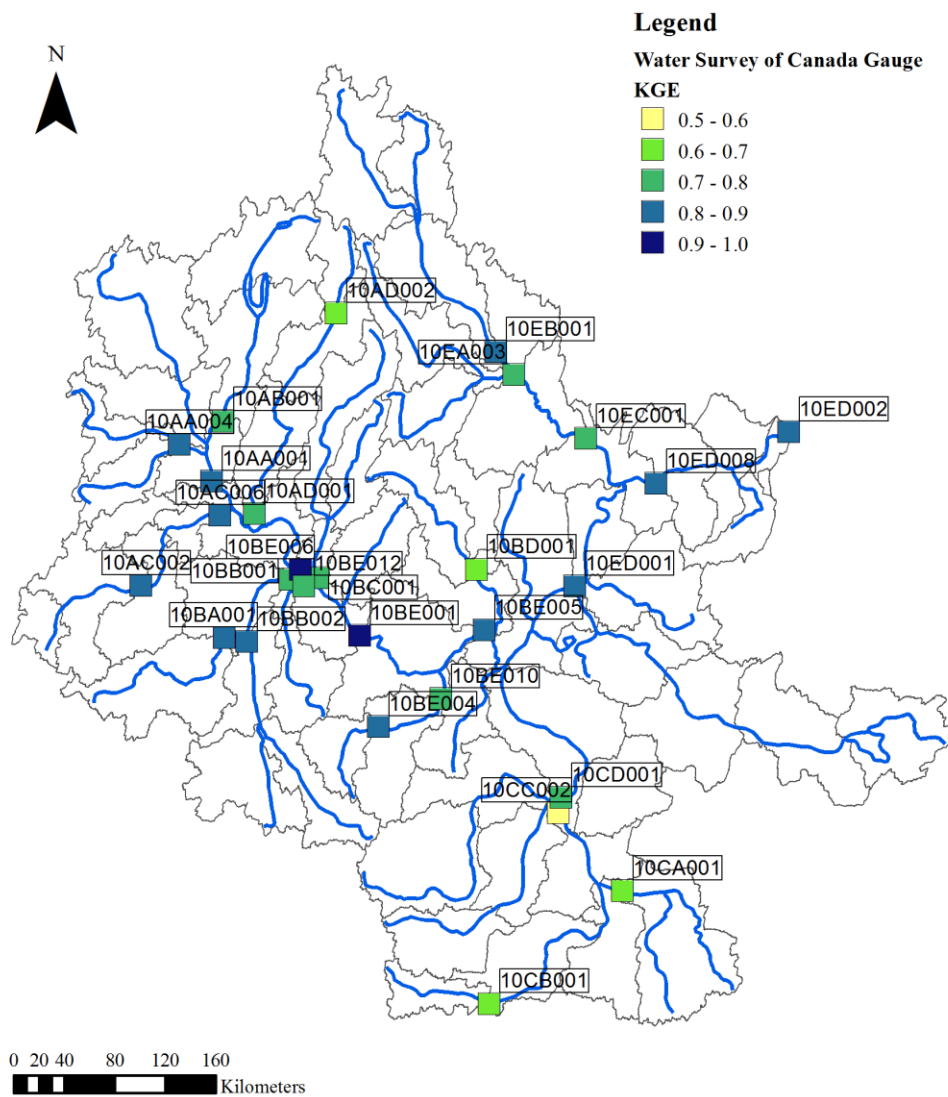 Legend
Water Survey of Canada Gauge
KGE
0.5 - 0.6
0.6 - 0.7
0.7 - 0.8
0.8 - 0.9
0.9 - 1.0
N
10AD002
10EB001
10EA003
10AB001
10AA004
10EC001
10ED002
10AA001
10ED008
10AC006
10AD001
10BE006
10BD001
10AC002
10BB001
10BE012
10ED001
10BC001
10BA001
10BB002
10BE001
10BE005
10BE010
10BE004
10CD001
10CC002
10CA001
10CB001
0 20 40 80 120 160
Kilometers